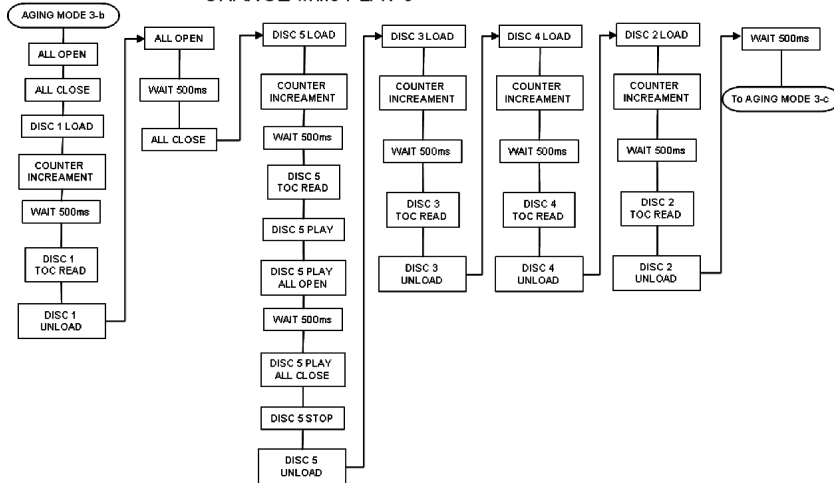 AGING MODE 3-b
ALL OPEN
ALL CLOSE
DISC 1 LOAD
COUNTER
INCREAMENT
WAIT 500ms
DISC 1
TOC READ
DISC 1
UNLOAD
ALL OPEN
WAIT 500ms
ALL CLOSE
DISC 5 LOAD
COUNTER
INCREAMENT
WAIT 500ms
DISC 5
TOC READ
DISC 5 PLAY
DISC 5 PLAY
ALL OPEN
WAIT 500ms
DISC 5 PLAY
ALL CLOSE
DISC 5 STOP
DISC 5
UNLOAD
DISC 3 LOAD
COUNTER
INCREAMENT
WAIT 500ms
DISC 3
TOC READ
DISC 3
UNLOAD
DISC 4 LOAD
COUNTER
INCREAMENT
WAIT 500ms
DISC 4
TOC READ
DISC 4
UNLOAD
DISC 2 LOAD
COUNTER
INCREAMENT
WAIT 500ms
DISC 2
TOC READ
DISC 2
UNLOAD
WAIT 500ms
To AGING MODE 3-c